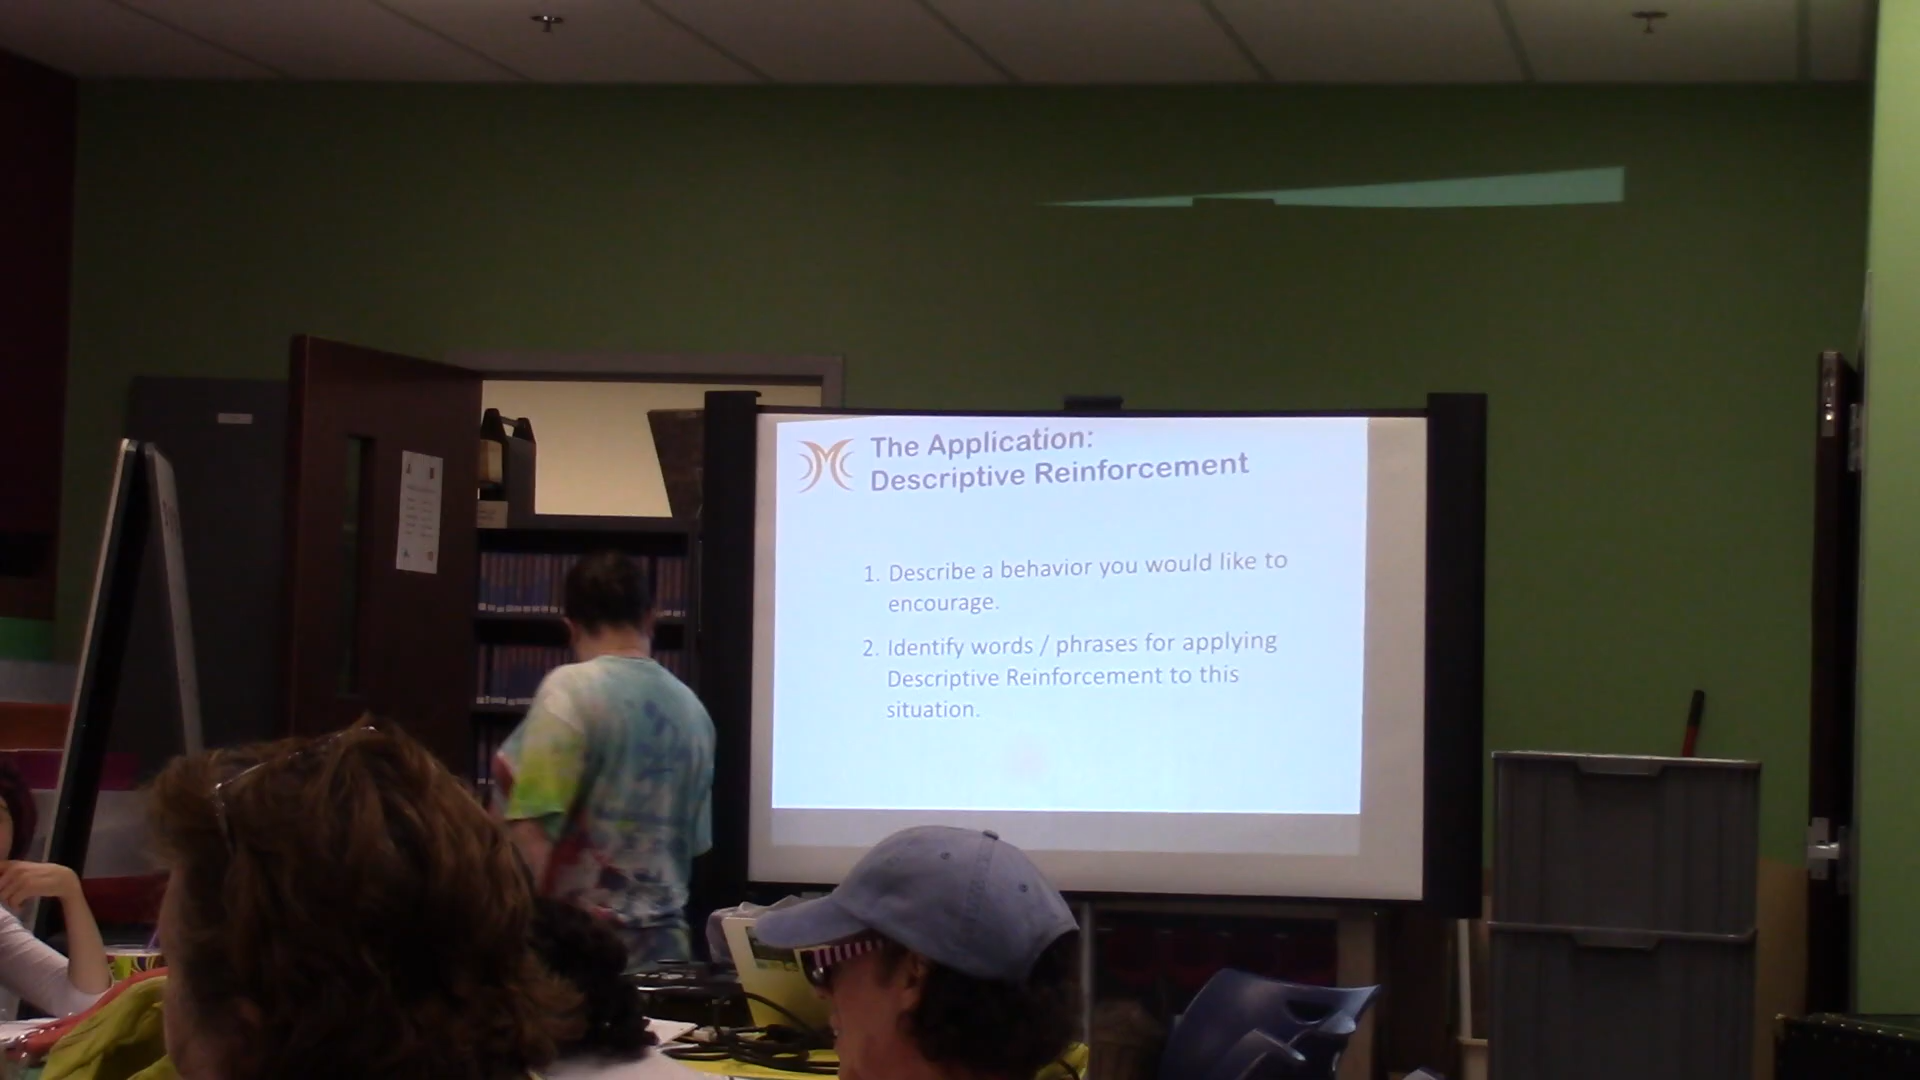 The Application:
Descriptive Reinforcement
1. Describe a behavior you would like to
encourage.
2. Identify words / phrases for applying
Descriptive Reinforcement to this
situation.